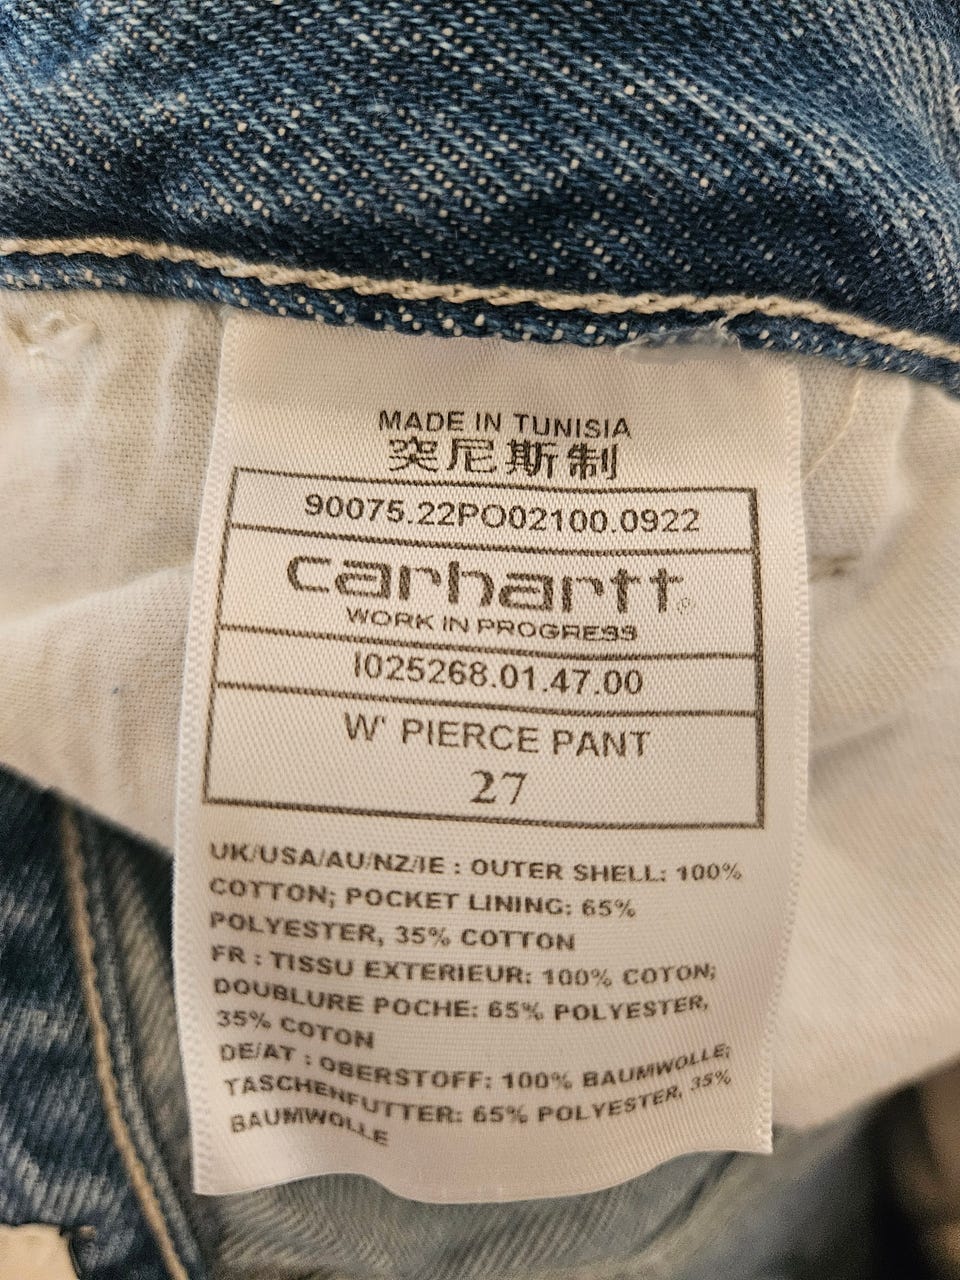 MADE IN TUNISIA
突尼斯制
90075.22PO02100.0922
carhartt®
WORK IN PROGRESS
I025268.01.47.00
W' PIERCE PANT
27
UK/USA/AU/NZ/IE : OUTER SHELL: 100%
COTTON; POCKET LINING: 65%
POLYESTER, 35% COTTON
FR : TISSU EXTERIEUR: 100% COTON;
DOUBLURE POCHE: 65% POLYESTER,
35% COTON
DE/AT : OBERSTOFF: 100% BAUMWOLLE;
TASCHENFUTTER: 65% POLYESTER, 35%
BAUMWOLLE